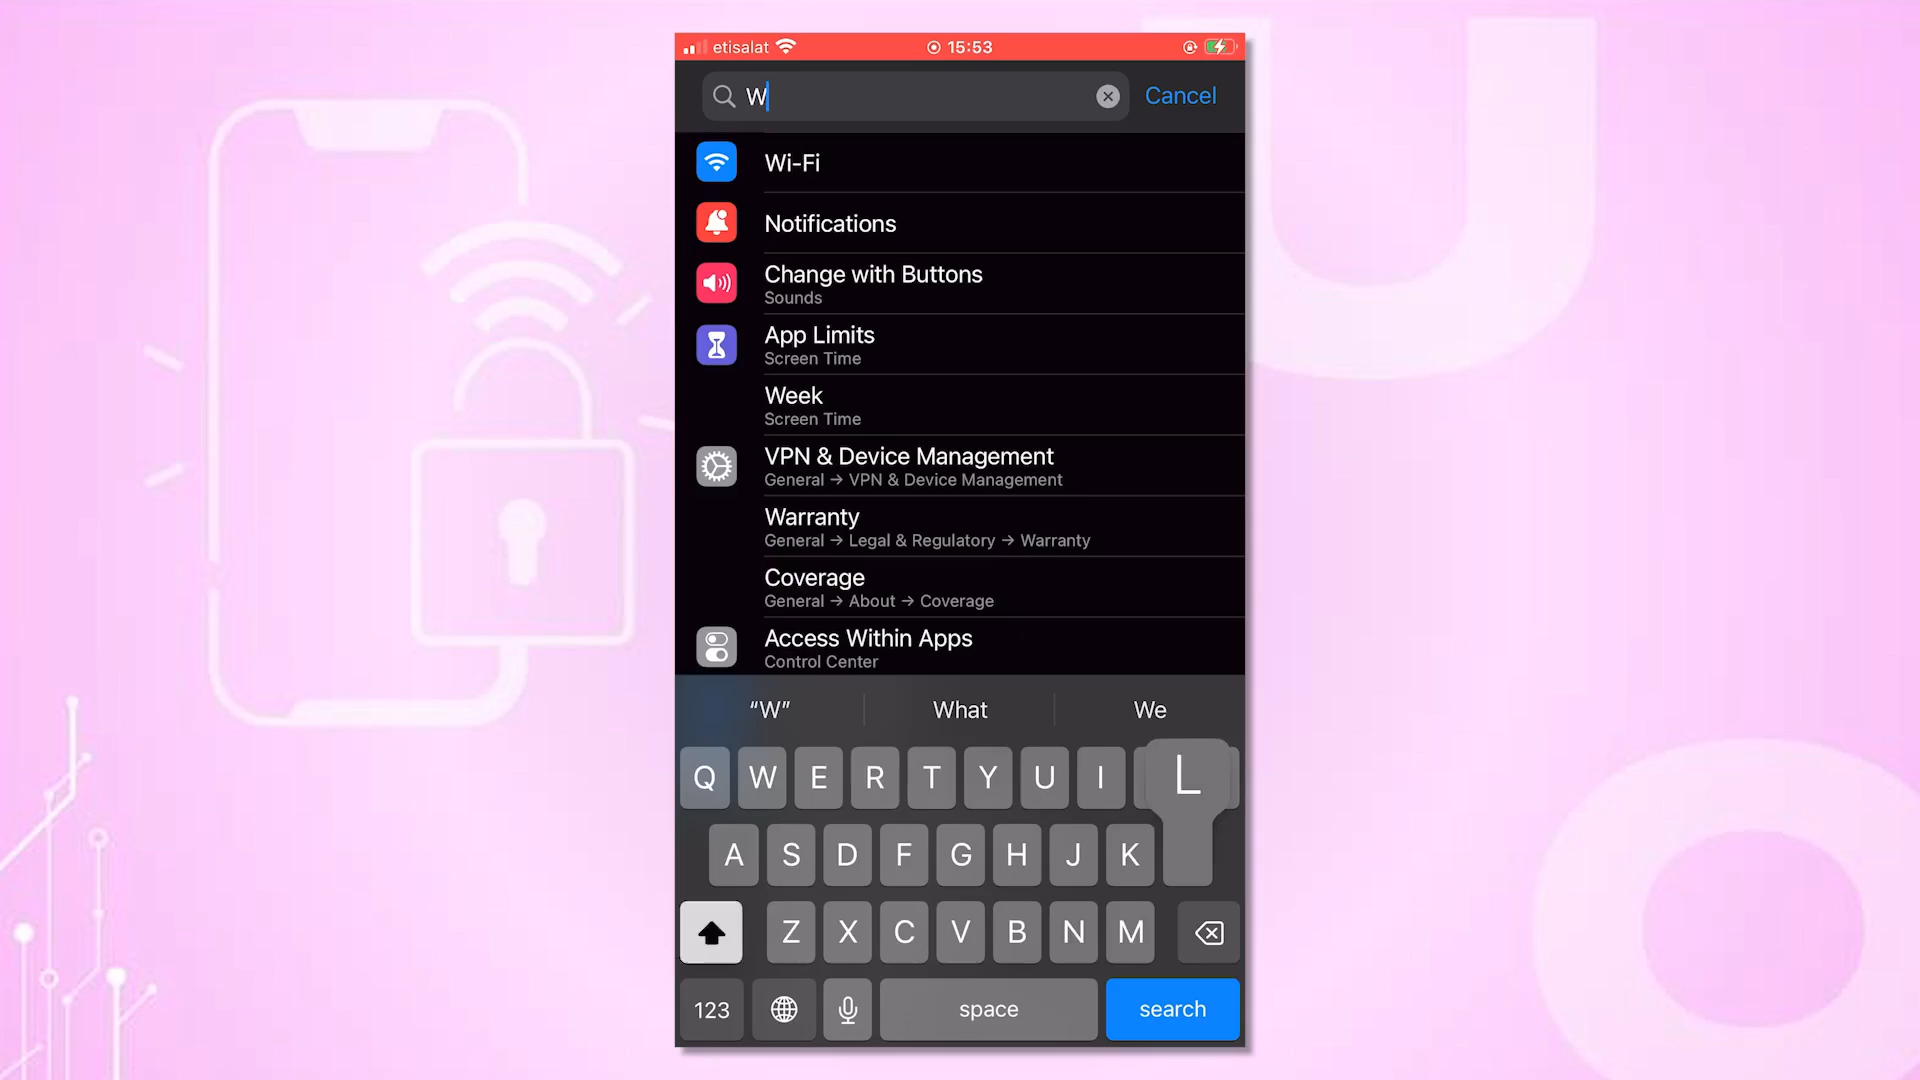 etisalat 15:53
W Cancel
Wi-Fi
Notifications
Change with Buttons
Sounds
App Limits
Screen Time
Week
Screen Time
VPN & Device Management
General → VPN & Device Management
Warranty
General → Legal & Regulatory → Warranty
Coverage
General → About → Coverage
Access Within Apps
Control Center
“W” What We
Q W E R T Y U I L
A S D F G H J K
Z X C V B N M
123 space search